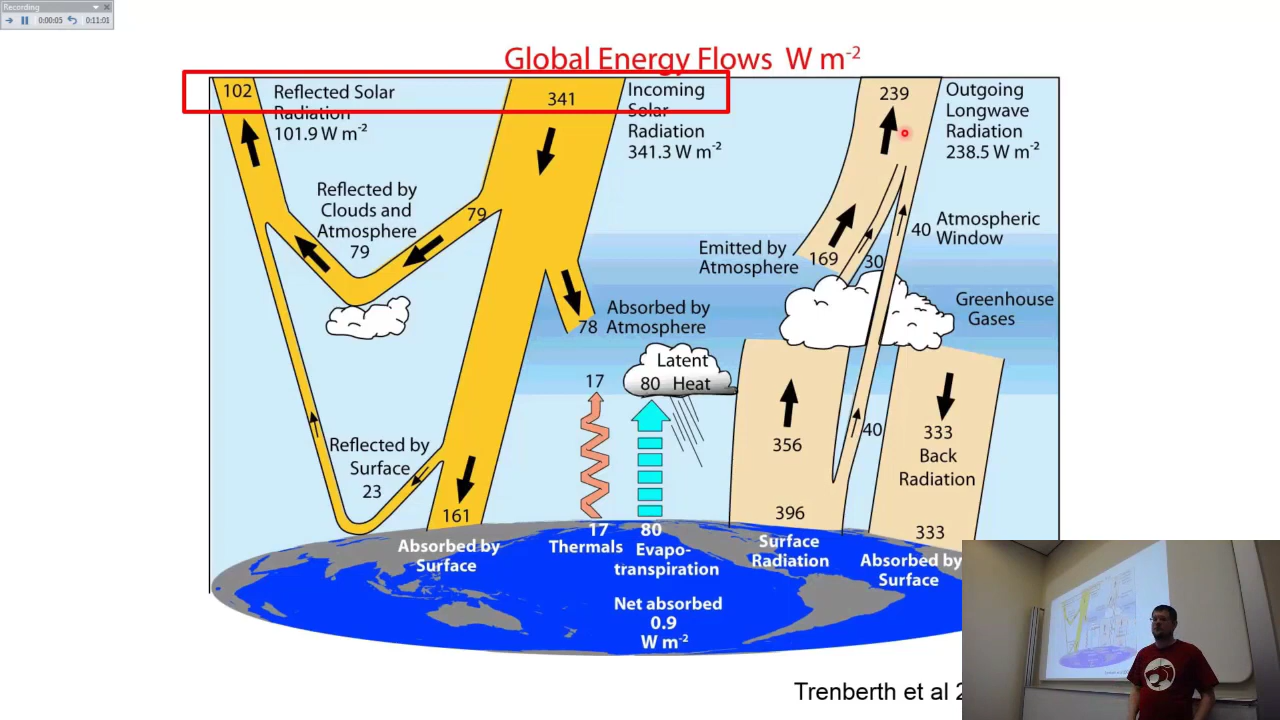 Recording
0:00:05
0:11:01
Global Energy Flows W m-2
102
Reflected Solar
Radiation
101.9 W m-2
341
Incoming
Solar
Radiation
341.3 W m-2
239
Outgoing
Longwave
Radiation
238.5 W m-2
Reflected by
Clouds and
Atmosphere
79
79
Emitted by
Atmosphere
169
30
40
Atmospheric
Window
Greenhouse
Gases
78
Absorbed by
Atmosphere
17
Latent
80 Heat
356
40
333
Back
Radiation
Reflected by
Surface
23
161
396
333
Absorbed by
Surface
17
Thermals
80
Evapo-
transpiration
Surface
Radiation
Absorbed by
Surface
Net absorbed
0.9
W m-2
Trenberth et al